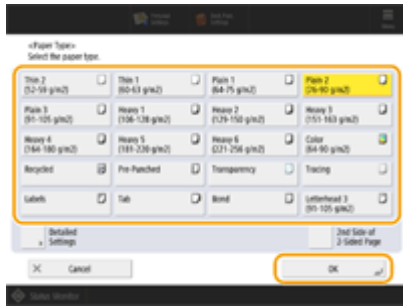 <Paper Type>
Select the paper type.
Thin 2
(52-59 g/m2)
Thin 1
(60-63 g/m2)
Plain 1
(64-75 g/m2)
Plain 2
(76-90 g/m2)
Plain 3
(91-105 g/m2)
Heavy 1
(106-128 g/m2)
Heavy 2
(129-150 g/m2)
Heavy 3
(151-163 g/m2)
Heavy 4
(164-180 g/m2)
Heavy 5
(181-220 g/m2)
Heavy 6
(221-256 g/m2)
Color
(64-90 g/m2)
Recycled
Pre-Punched
Transparency
Tracing
Labels
Tab
Bond
Letterhead 3
(91-105 g/m2)
Detailed
Settings
2nd Side of
2-Sided Page
Cancel
OK
Status Monitor